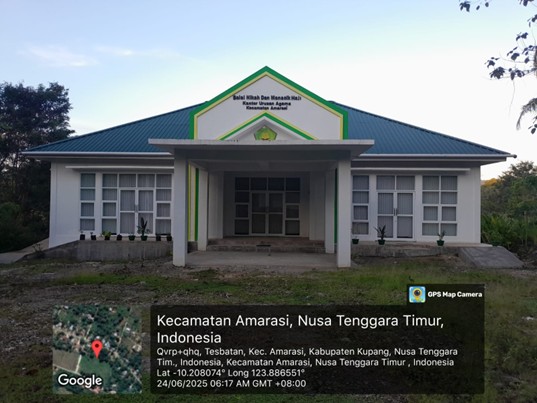 Balai Nikah Dan Manasik Haji
Kantor Urusan Agama
Kecamatan Amarasi
GPS Map Camera
Kecamatan Amarasi, Nusa Tenggara Timur,
Indonesia
Qvrp+qhq, Tesbatan, Kec. Amarasi, Kabupaten Kupang, Nusa Tenggara
Tim., Indonesia, Kecamatan Amarasi, Nusa Tenggara Timur , Indonesia
Lat -10.208074° Long 123.886551°
24/06/2025 06:17 AM GMT +08:00
Google